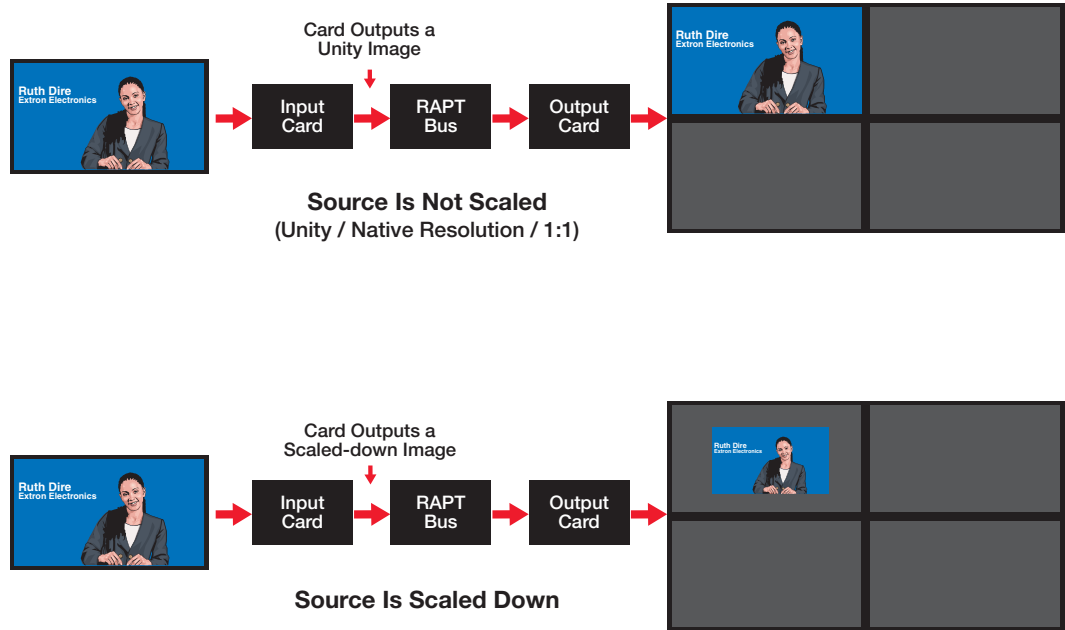 Card Outputs a
Unity Image
Ruth Dire
Extron Electronics
Input
Card
RAPT
Bus
Output
Card
Ruth Dire
Extron Electronics
Source Is Not Scaled
(Unity / Native Resolution / 1:1)
Card Outputs a
Scaled-down Image
Ruth Dire
Extron Electronics
Input
Card
RAPT
Bus
Output
Card
Ruth Dire
Extron Electronics
Source Is Scaled Down